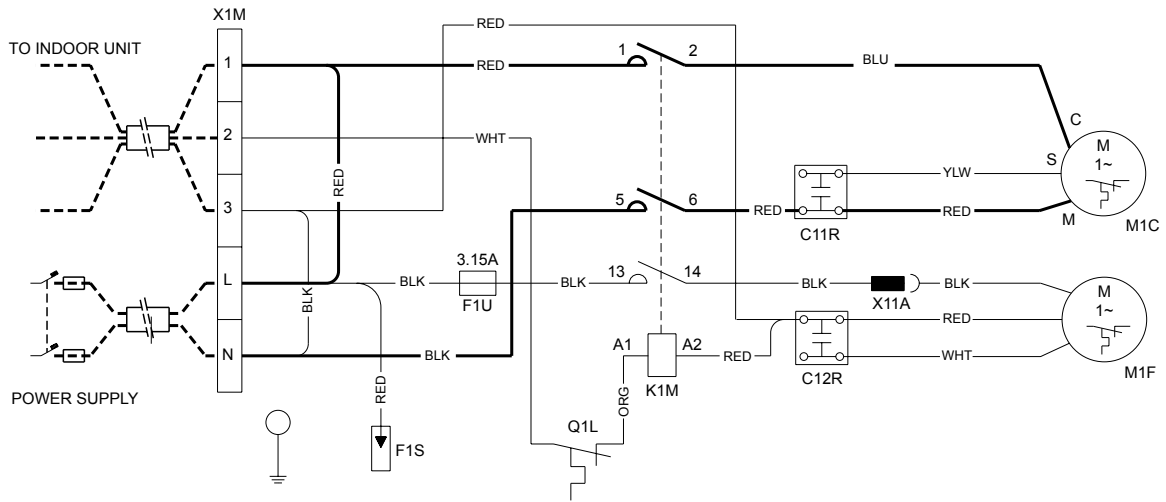 X1M
RED
TO INDOOR UNIT
1
RED
1
2
BLU
2
WHT
C
S
M
1~
YLW
M
M1C
3
RED
5
6
RED
RED
C11R
L
BLK
3.15A
F1U
BLK
13
14
BLK
X11A
BLK
BLK
M
1~
RED
WHT
M1F
C12R
N
BLK
RED
A1
A2
RED
K1M
ORG
POWER SUPPLY
Q1L
F1S